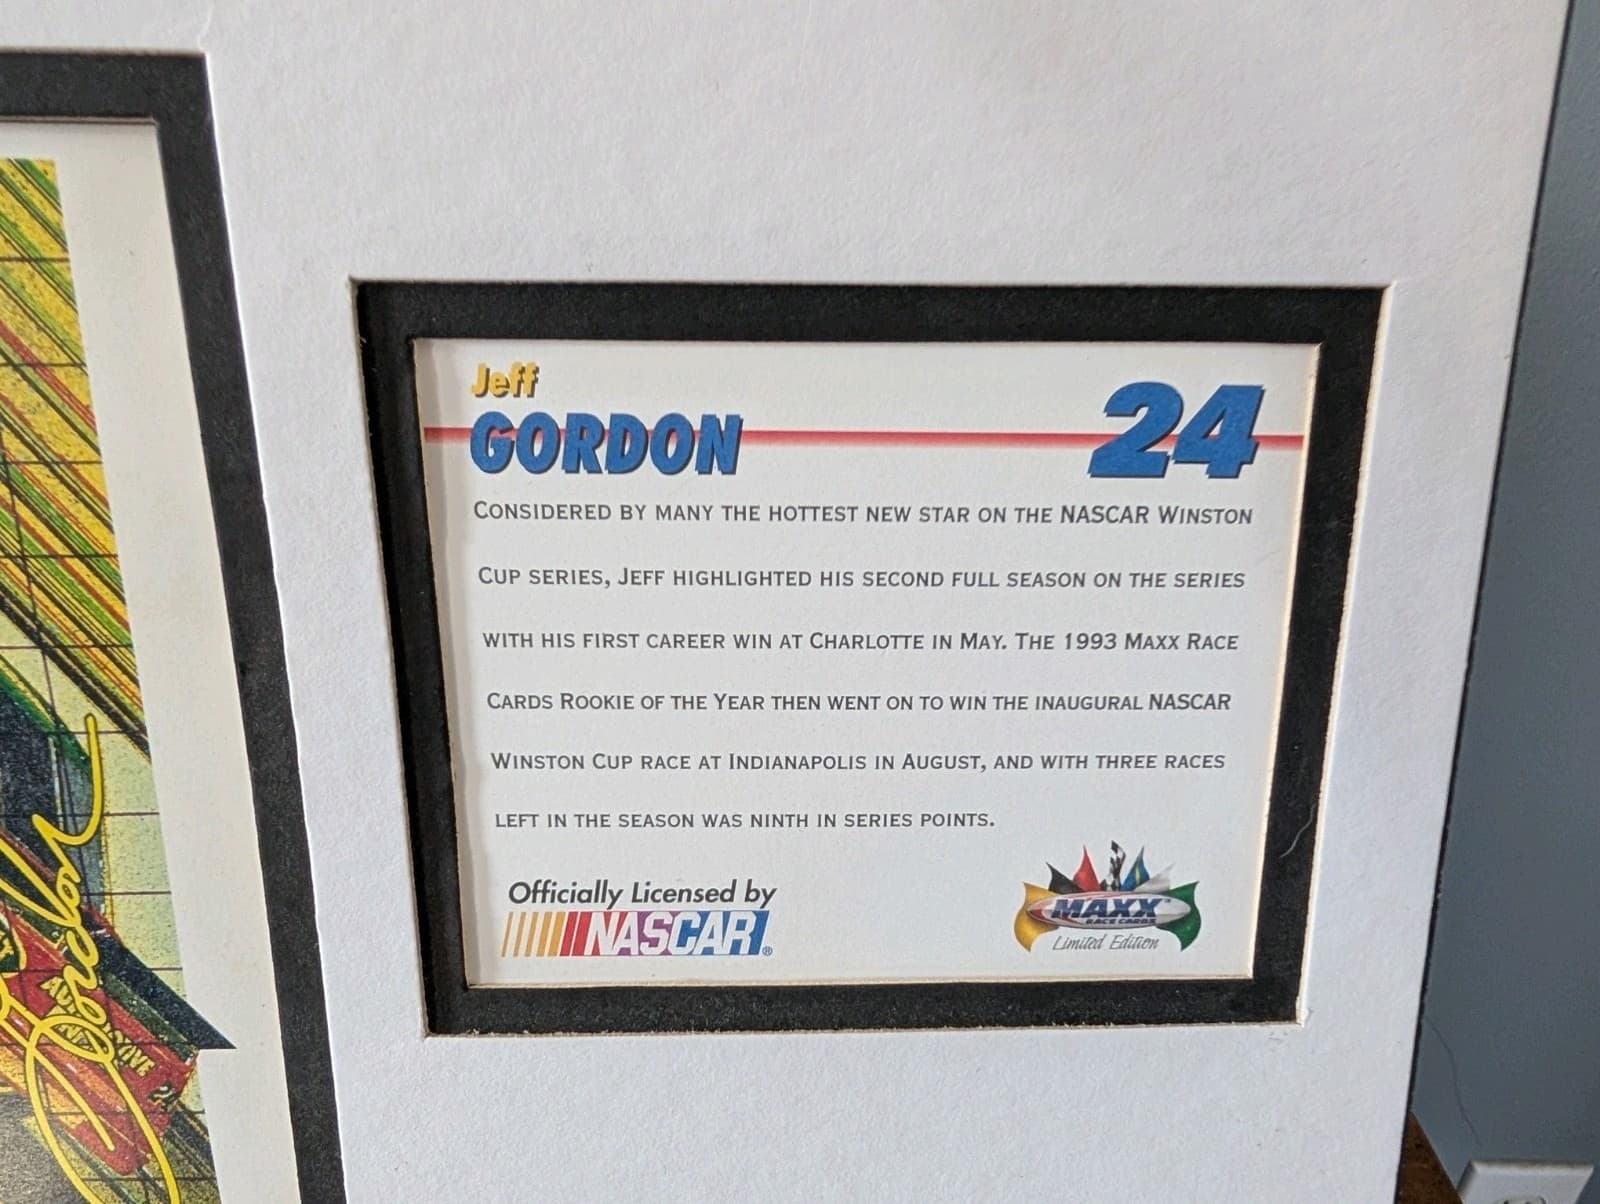 Jeff
GORDON 24
CONSIDERED BY MANY THE HOTTEST NEW STAR ON THE NASCAR WINSTON
CUP SERIES, JEFF HIGHLIGHTED HIS SECOND FULL SEASON ON THE SERIES
WITH HIS FIRST CAREER WIN AT CHARLOTTE IN MAY. THE 1993 MAXX RACE
CARDS ROOKIE OF THE YEAR THEN WENT ON TO WIN THE INAUGURAL NASCAR
WINSTON CUP RACE AT INDIANAPOLIS IN AUGUST, AND WITH THREE RACES
LEFT IN THE SEASON WAS NINTH IN SERIES POINTS.
Officially Licensed by
NASCAR®
MAXX®
RACE CARDS
Limited Edition
Gordon